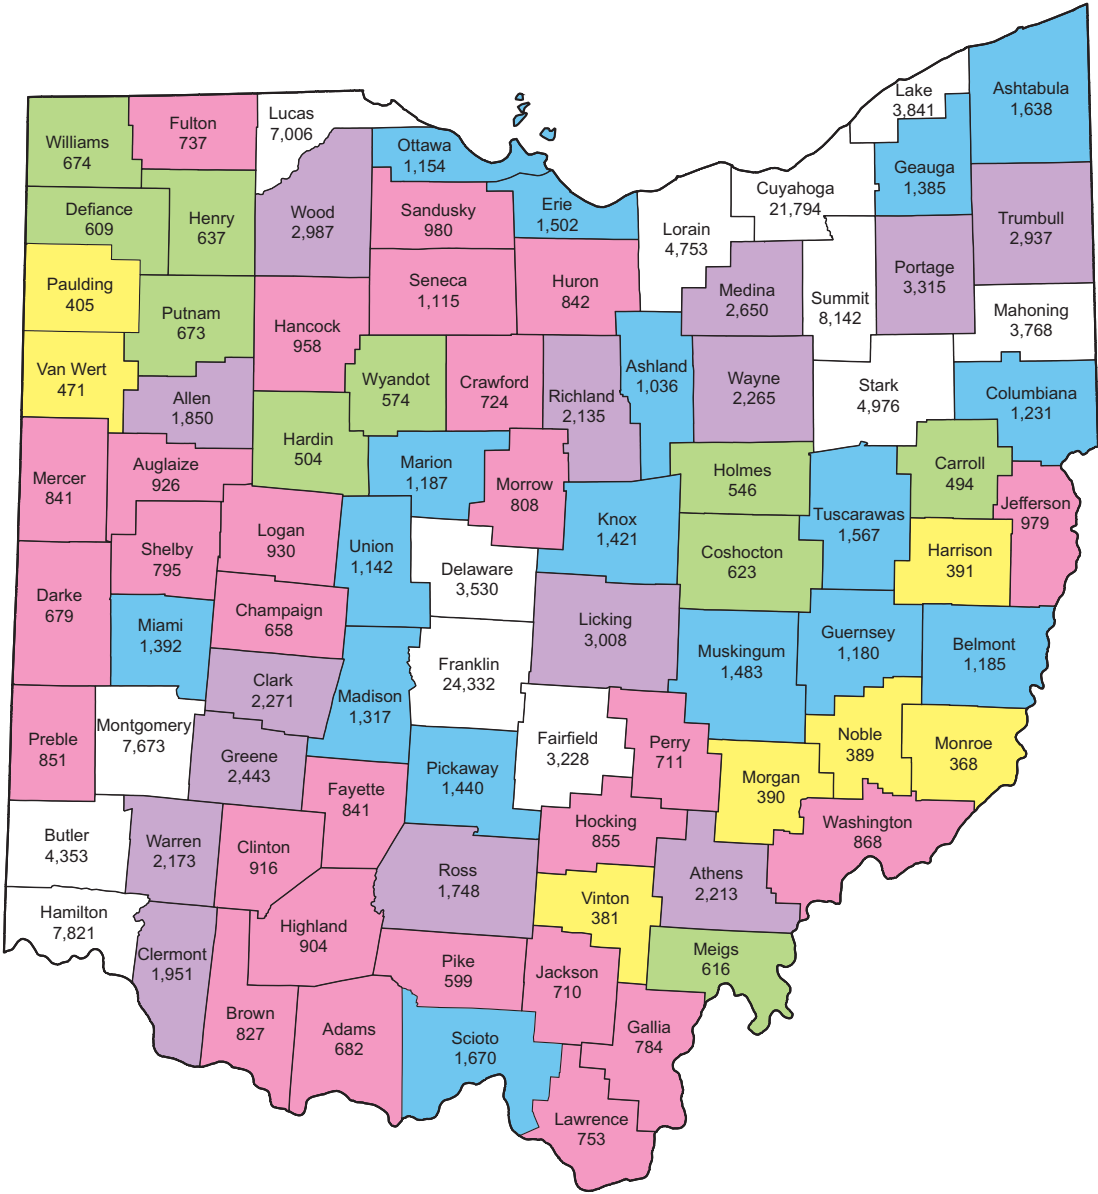 Lake
3,841
Ashtabula
1,638
Lucas
7,006
Fulton
737
Williams
674
Ottawa
1,154
Geauga
1,385
Cuyahoga
21,794
Erie
1,502
Sandusky
980
Wood
2,987
Defiance
609
Henry
637
Lorain
4,753
Trumbull
2,937
Portage
3,315
Paulding
405
Seneca
1,115
Huron
842
Medina
2,650
Summit
8,142
Mahoning
3,768
Putnam
673
Hancock
958
Van Wert
471
Wyandot
574
Crawford
724
Ashland
1,036
Richland
2,135
Wayne
2,265
Stark
4,976
Columbiana
1,231
Allen
1,850
Hardin
504
Mercer
841
Auglaize
926
Marion
1,187
Morrow
808
Holmes
546
Carroll
494
Jefferson
979
Tuscarawas
1,567
Logan
930
Knox
1,421
Shelby
795
Union
1,142
Delaware
3,530
Coshocton
623
Harrison
391
Darke
679
Miami
1,392
Champaign
658
Licking
3,008
Muskingum
1,483
Guernsey
1,180
Belmont
1,185
Franklin
24,332
Clark
2,271
Madison
1,317
Montgomery
7,673
Preble
851
Greene
2,443
Fairfield
3,228
Perry
711
Noble
389
Monroe
368
Pickaway
1,440
Morgan
390
Fayette
841
Hocking
855
Washington
868
Butler
4,353
Warren
2,173
Clinton
916
Ross
1,748
Athens
2,213
Vinton
381
Hamilton
7,821
Highland
904
Clermont
1,951
Pike
599
Jackson
710
Meigs
616
Brown
827
Adams
682
Scioto
1,670
Gallia
784
Lawrence
753